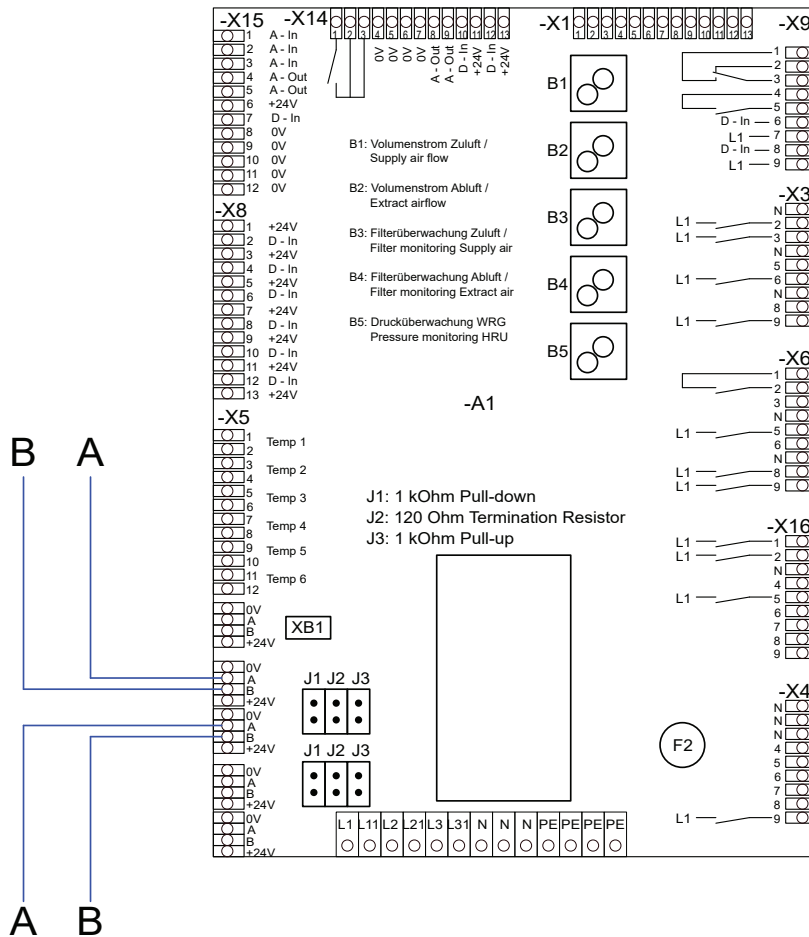 -X15
1 A - In
2 A - In
3 A - In
4 A - Out
5 A - Out
6 +24V
7 D - In
8 0V
9 0V
10 0V
11 0V
12 0V
-X14
1 2 3 4 5 6 7 8 9 10 11 12 13
0V
0V
0V
0V
A - Out
A - Out
D - In
+24V
D - In
+24V
-X1
1 2 3 4 5 6 7 8 9 10 11 12 13
-X9
1
2
3
4
5
D - In 6
L1 7
D - In 8
L1 9
B1
B2
B3
B4
B5
B1: Volumenstrom Zuluft /
Supply air flow
B2: Volumenstrom Abluft /
Extract airflow
B3: Filterüberwachung Zuluft /
Filter monitoring Supply air
B4: Filterüberwachung Abluft /
Filter monitoring Extract air
B5: Drucküberwachung WRG
Pressure monitoring HRU
-X8
1 +24V
2 D - In
3 +24V
4 D - In
5 +24V
6 D - In
7 +24V
8 D - In
9 +24V
10 D - In
11 +24V
12 D - In
13 +24V
-X3
N
L1 2
L1 3
N
5
L1 6
N
8
L1 9
-X6
1
2
3
N
L1 5
6
N
L1 8
L1 9
-A1
-X5
1
2
Temp 1
3
4
Temp 2
5
6
Temp 3
7
8
Temp 4
9
10
Temp 5
11
12
Temp 6
B A
J1: 1 kOhm Pull-down
J2: 120 Ohm Termination Resistor
J3: 1 kOhm Pull-up
-X16
L1 1
L1 2
N
4
L1 5
6
7
8
9
0V
A
B
+24V
XB1
0V
A
B
+24V
0V
A
B
+24V
J1 J2 J3
J1 J2 J3
0V
A
B
+24V
0V
A
B
+24V
F2
-X4
N
N
N
4
5
6
7
8
L1 9
L1 L11 L2 L21 L3 L31 N N N PE PE PE PE
A B